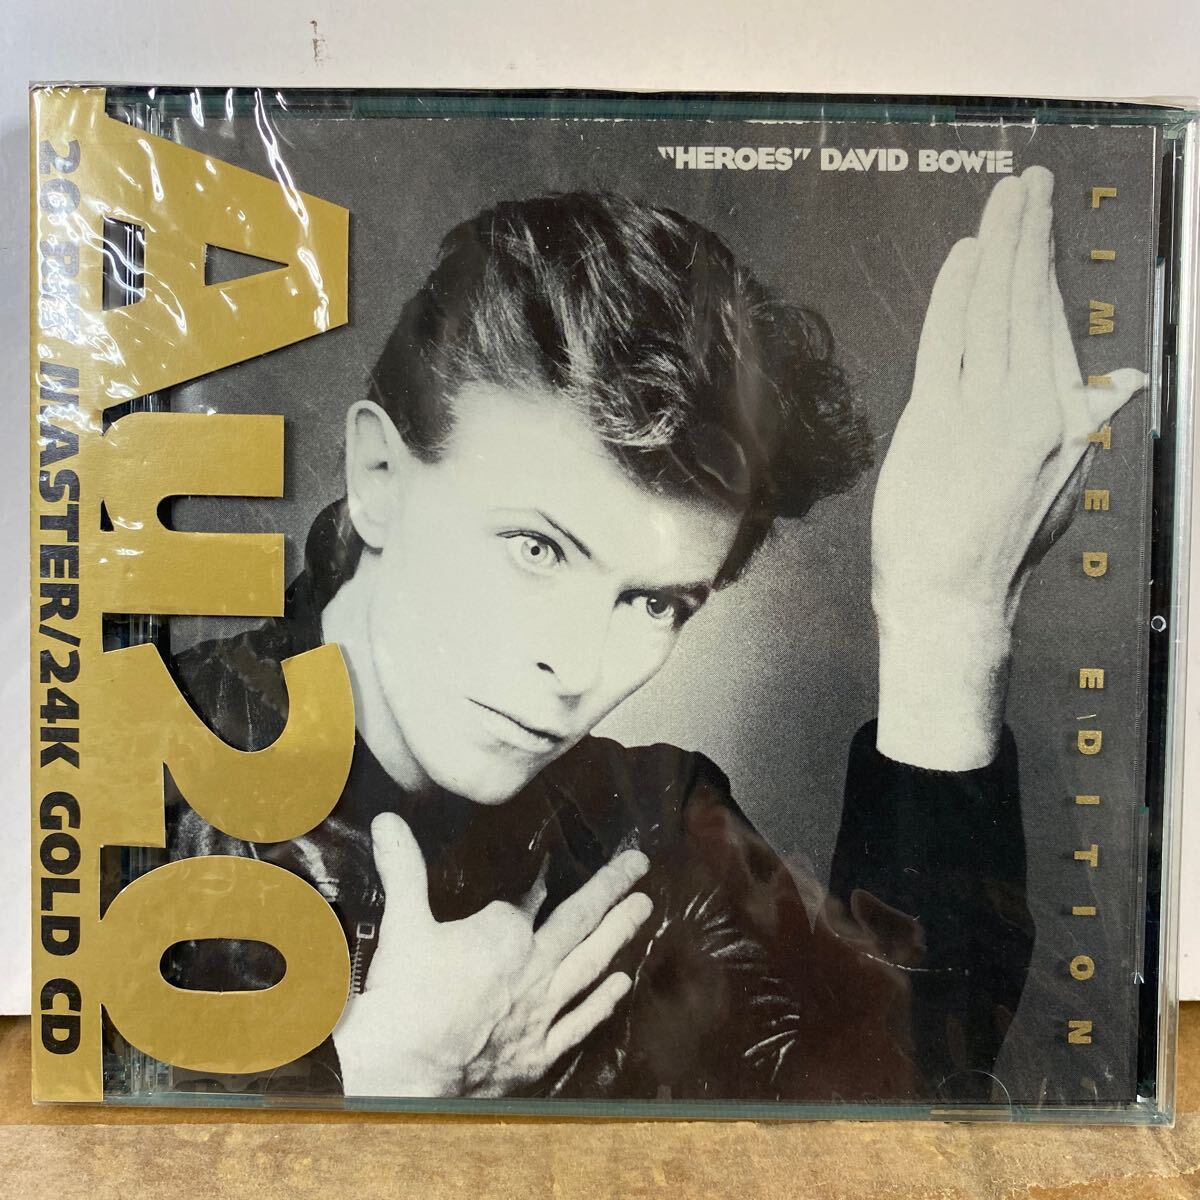 "HEROES" DAVID BOWIE
LIMITED EDITION
Au20
20 BIT MASTER/24K GOLD CD